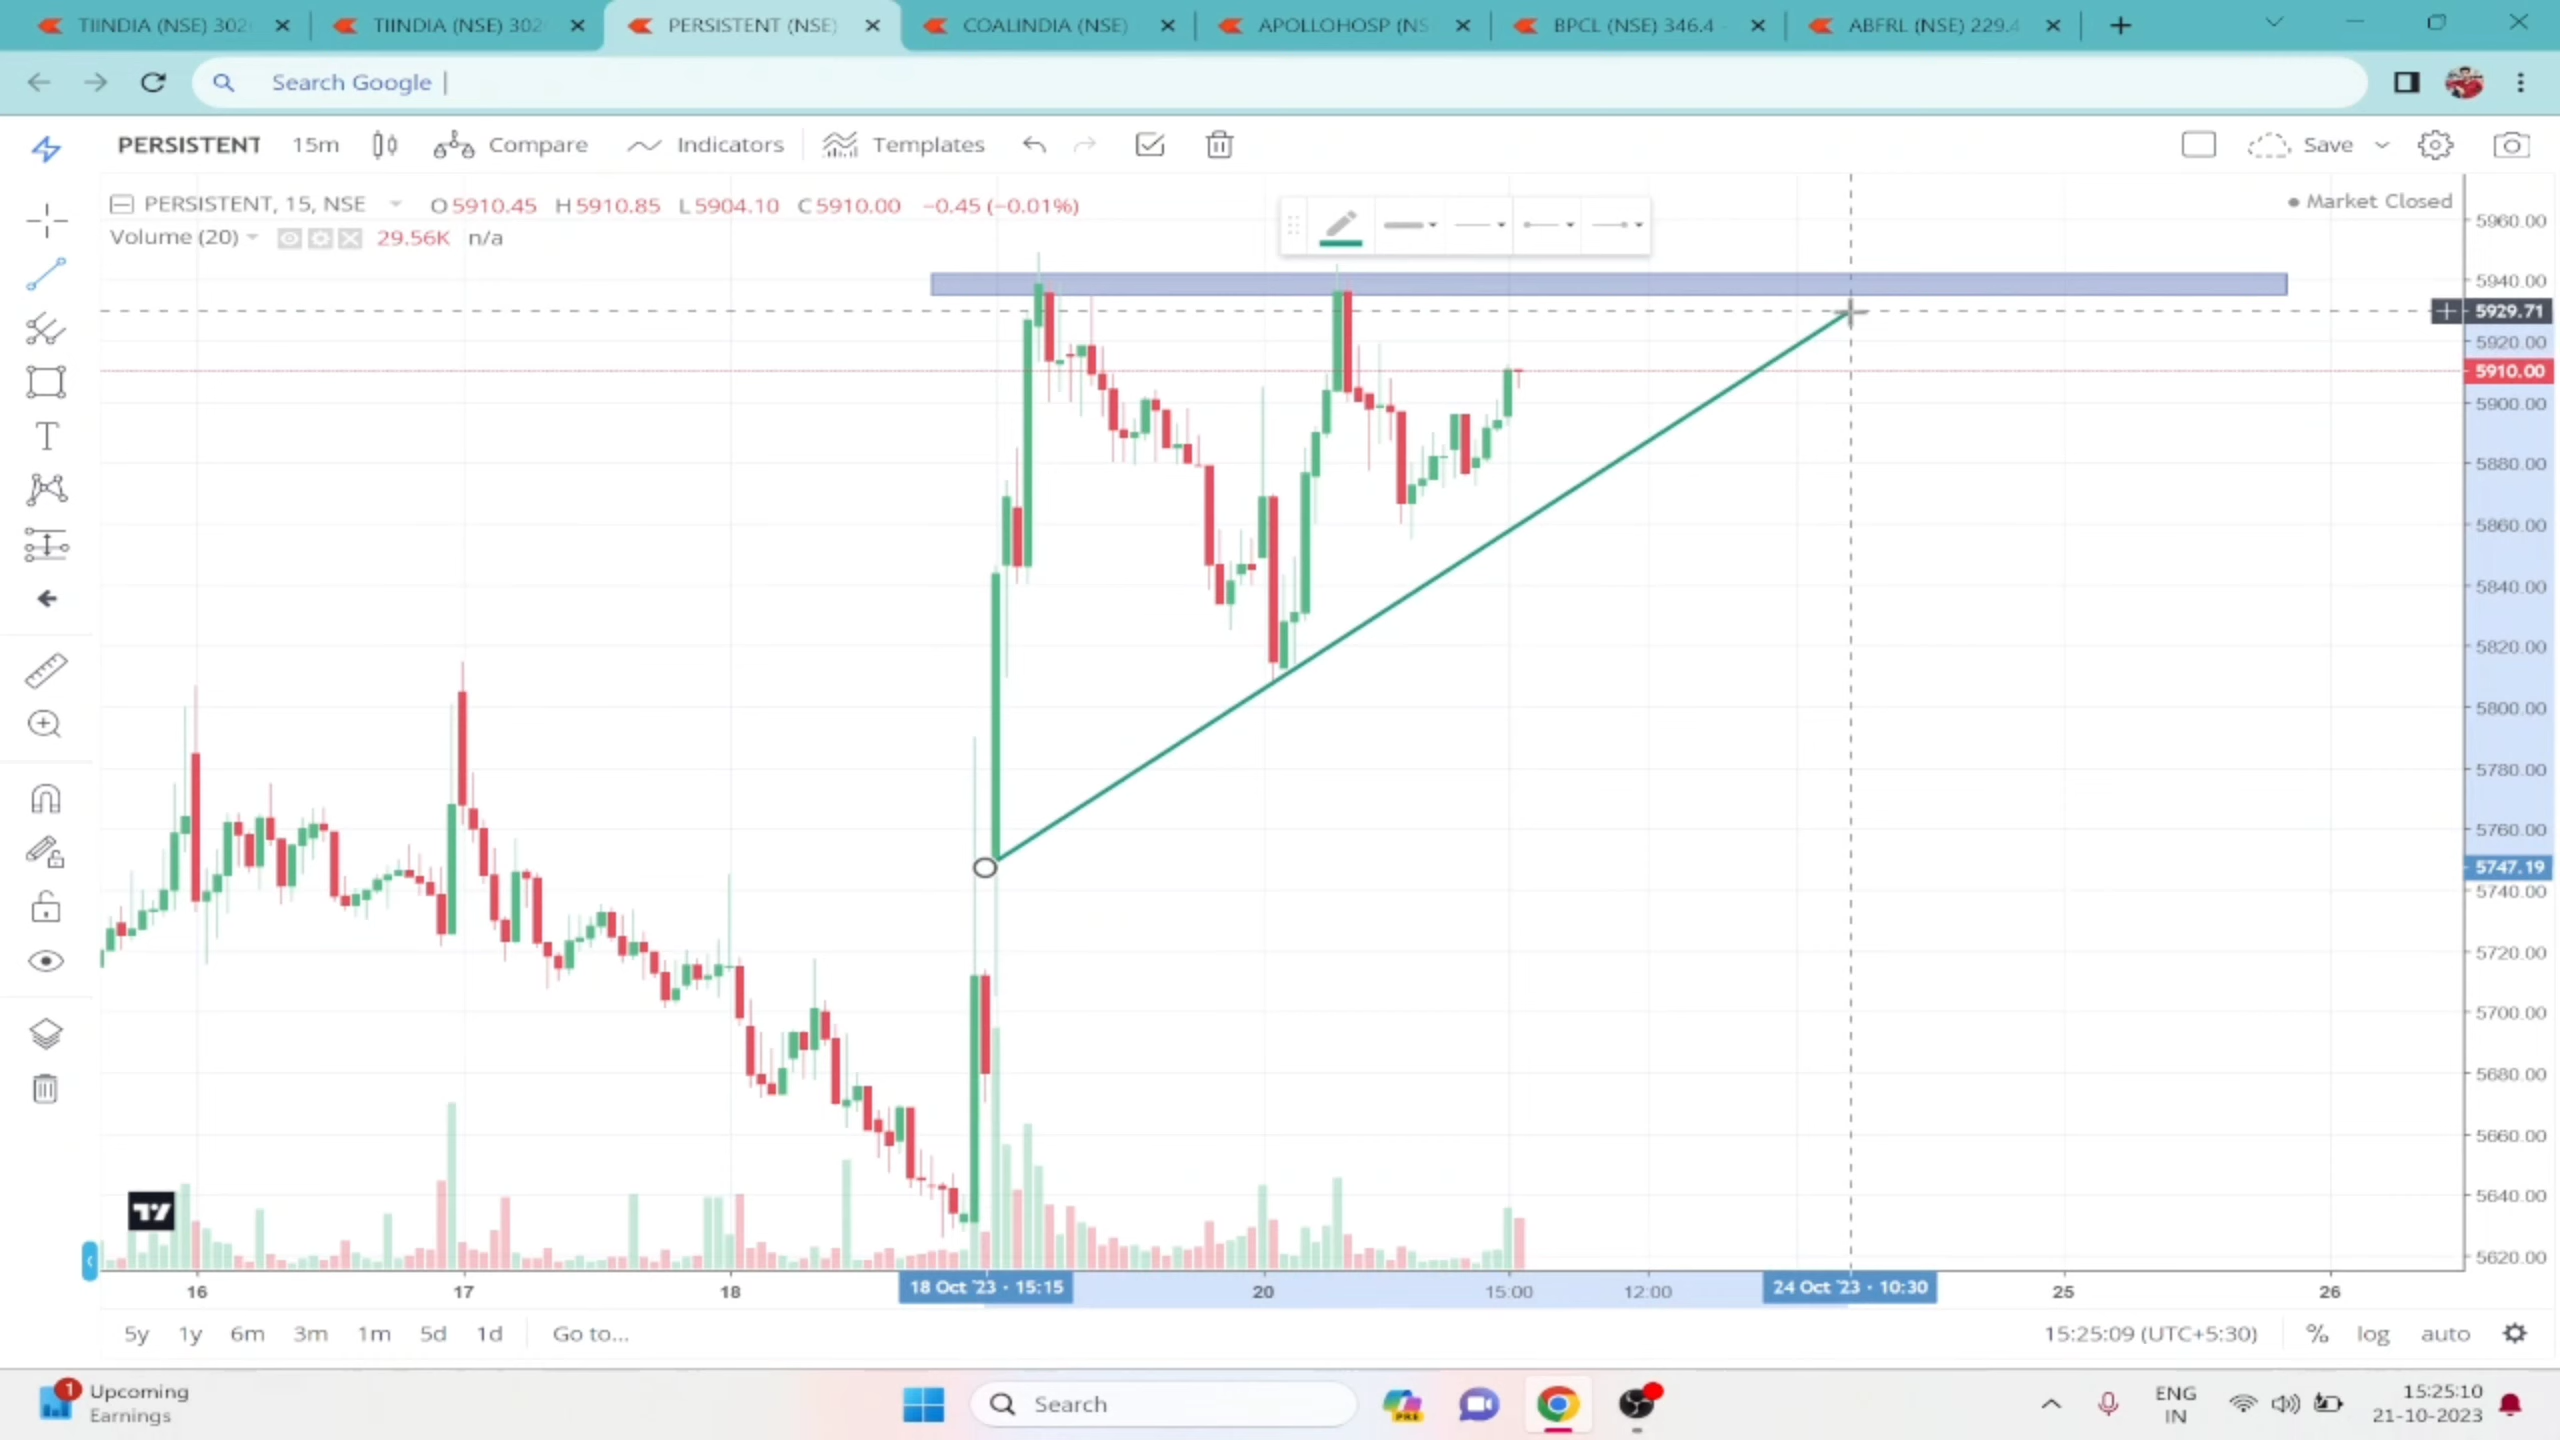 TIINDIA (NSE) 302
TIINDIA (NSE) 302
PERSISTENT (NSE)
COALINDIA (NSE)
APOLLOHOSP (NS
BPCL (NSE) 346.4
ABFRL (NSE) 229.4
Search Google
PERSISTENT 15m Compare Indicators Templates Save
PERSISTENT, 15, NSE O5910.45 H5910.85 L5904.10 C5910.00 −0.45 (−0.01%)
Market Closed
Volume (20) 29.56K n/a
5960.00
5940.00
5929.71
5920.00
5910.00
5900.00
5880.00
5860.00
5840.00
5820.00
5800.00
5780.00
5760.00
5747.19
5740.00
5720.00
5700.00
5680.00
5660.00
5640.00
5620.00
16 17 18 18 Oct '23 · 15:15 20 15:00 12:00 24 Oct '23 · 10:30 25 26
5y 1y 6m 3m 1m 5d 1d Go to... 15:25:09 (UTC+5:30) % log auto
1 Upcoming
Earnings
Search
PRE
ENG
IN
15:25:10
21-10-2023